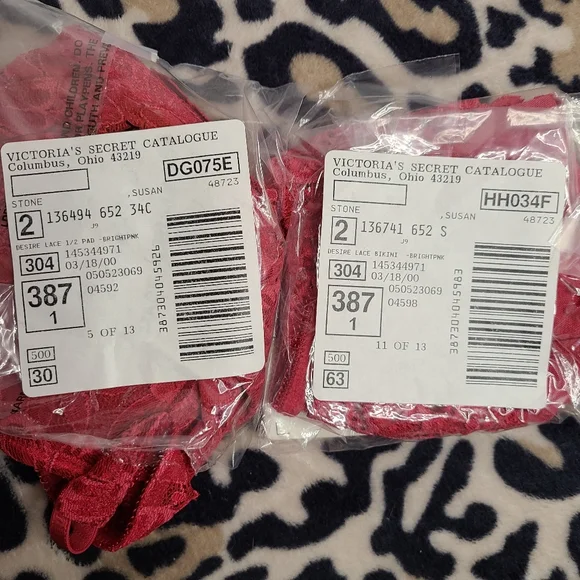 VICTORIA'S SECRET CATALOGUE
Columbus, Ohio 43219
DG075E
,SUSAN
48723
STONE
2 136494 652 34C
J9
DESIRE LACE 1/2 PAD -BRIGHTPNK
304 145344971
03/18/00
050523069
387 04592
1
5 OF 13
500
30
387304045926
VICTORIA'S SECRET CATALOGUE
Columbus, Ohio 43219
HH034F
,SUSAN
48723
STONE
2 136741 652 S
J9
DESIRE LACE BIKINI -BRIGHTPNK
304 145344971
03/18/00
050523069
387 04598
1
11 OF 13
500
63
387304045983